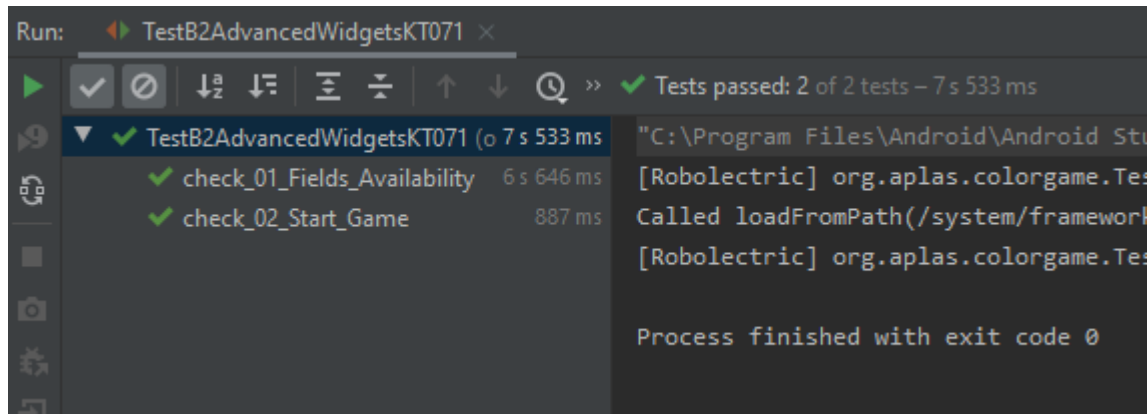 Run: TestB2AdvancedWidgetsKT071
Tests passed: 2 of 2 tests – 7 s 533 ms
TestB2AdvancedWidgetsKT071 (o 7 s 533 ms
check_01_Fields_Availability 6 s 646 ms
check_02_Start_Game 887 ms
"C:\Program Files\Android\Android Stu
[Robolectric] org.aplas.colorgame.Tes
Called loadFromPath(/system/framework
[Robolectric] org.aplas.colorgame.Tes
Process finished with exit code 0